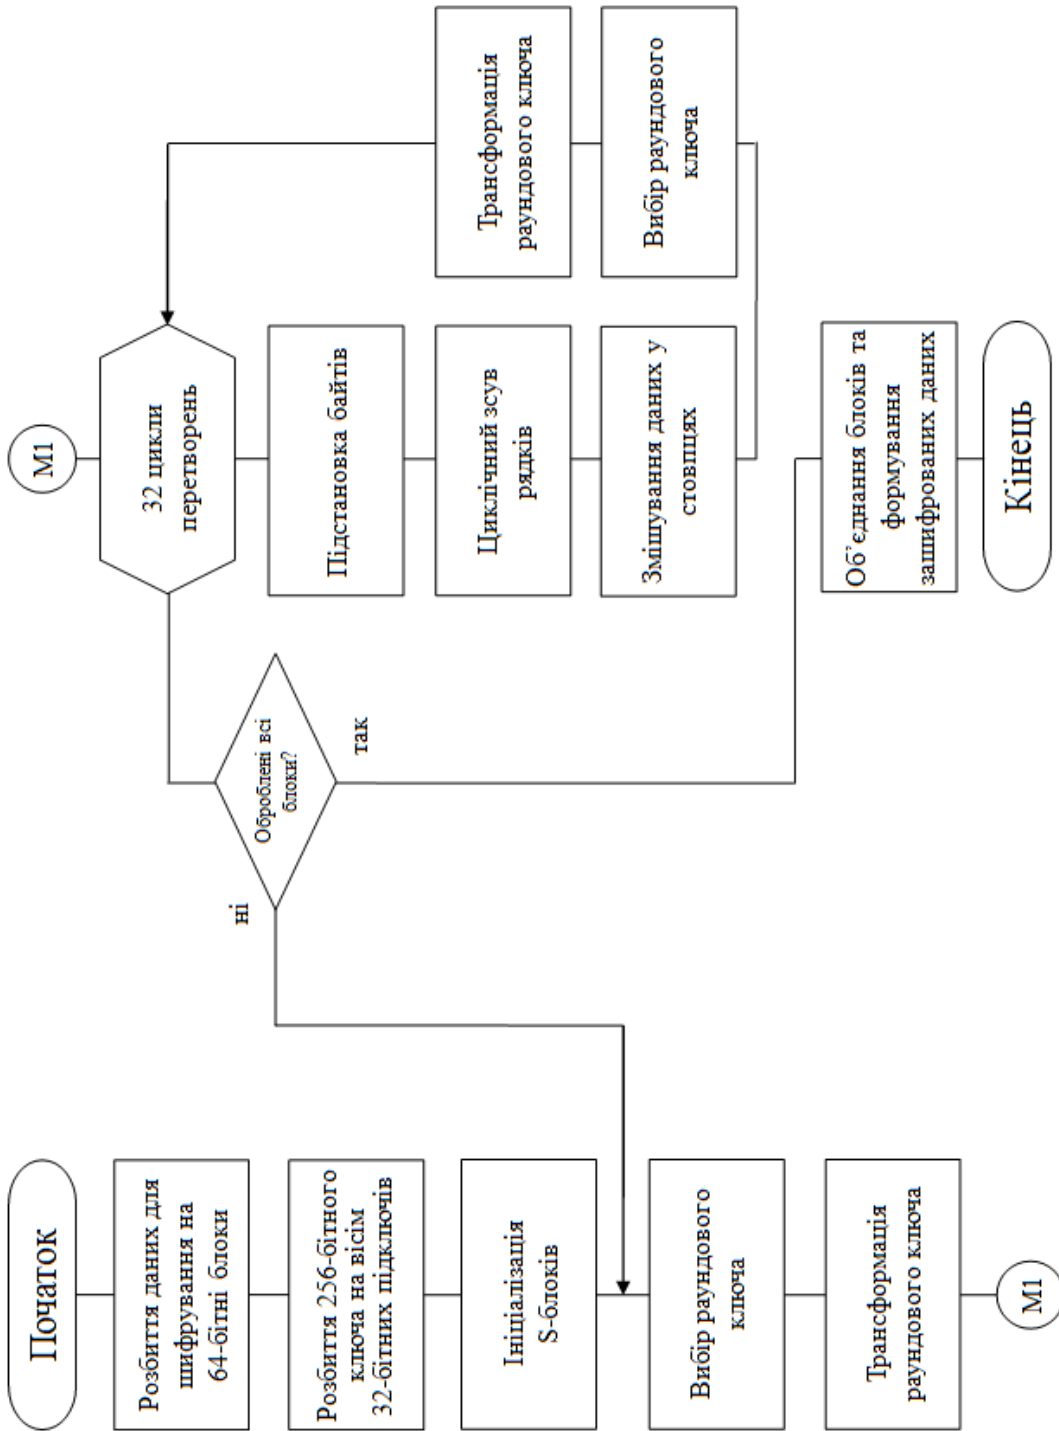 Початок
Розбиття даних для
шифрування на
64-бітні блоки
Розбиття 256-бітного
ключа на вісім
32-бітних підключів
Ініціалізація
S-блоків
Вибір раундового
ключа
Трансформація
раундового ключа
М1
М1
32 цикли
перетворень
Підстановка байтів
Циклічний зсув
рядків
Змішування даних у
стовпцях
Вибір раундового
ключа
Трансформація
раундового ключа
Оброблені всі
блоки?
ні
так
Об’єднання блоків та
формування
зашифрованих даних
Кінець